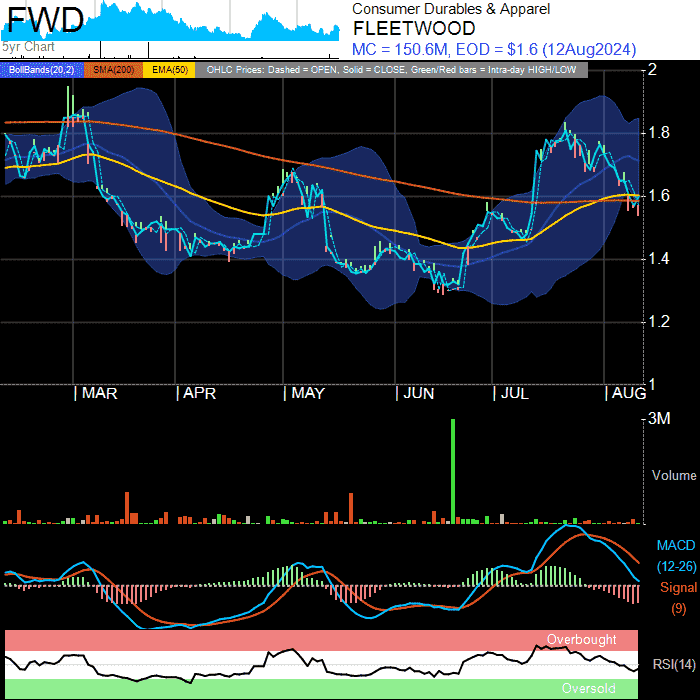 FWD
5yr Chart
Consumer Durables & Apparel
FLEETWOOD
MC = 150.6M, EOD = $1.6 (12Aug2024)
BollBands(20,2) SMA(200) EMA(50) OHLC Prices: Dashed = OPEN, Solid = CLOSE, Green/Red bars = Intra-day HIGH/LOW
2
1.8
1.6
1.4
1.2
1
| MAR | APR | MAY | JUN | JUL | AUG
3M
Volume
MACD
(12-26)
Signal
(9)
Overbought
RSI(14)
Oversold